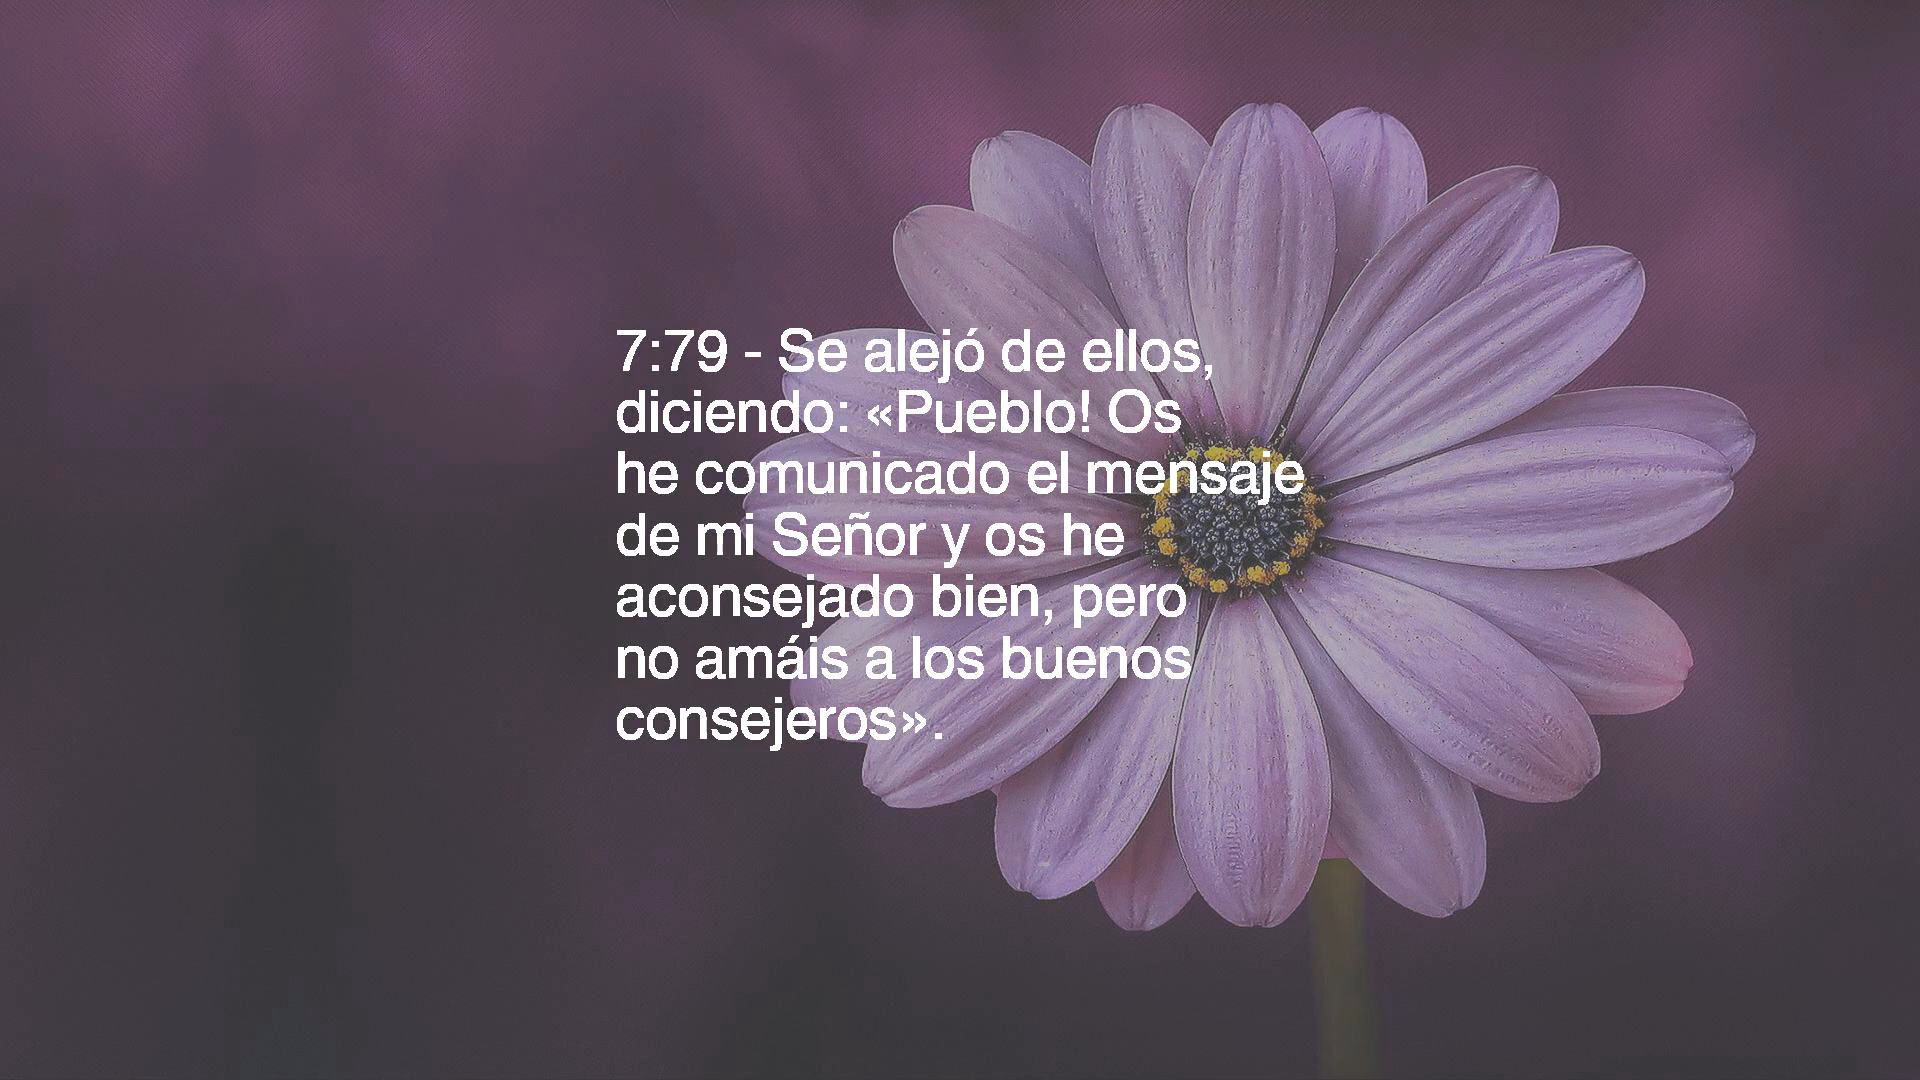 7:79 - Se alejó de ellos,
diciendo: «Pueblo! Os
he comunicado el mensaje
de mi Señor y os he
aconsejado bien, pero
no amáis a los buenos
consejeros».